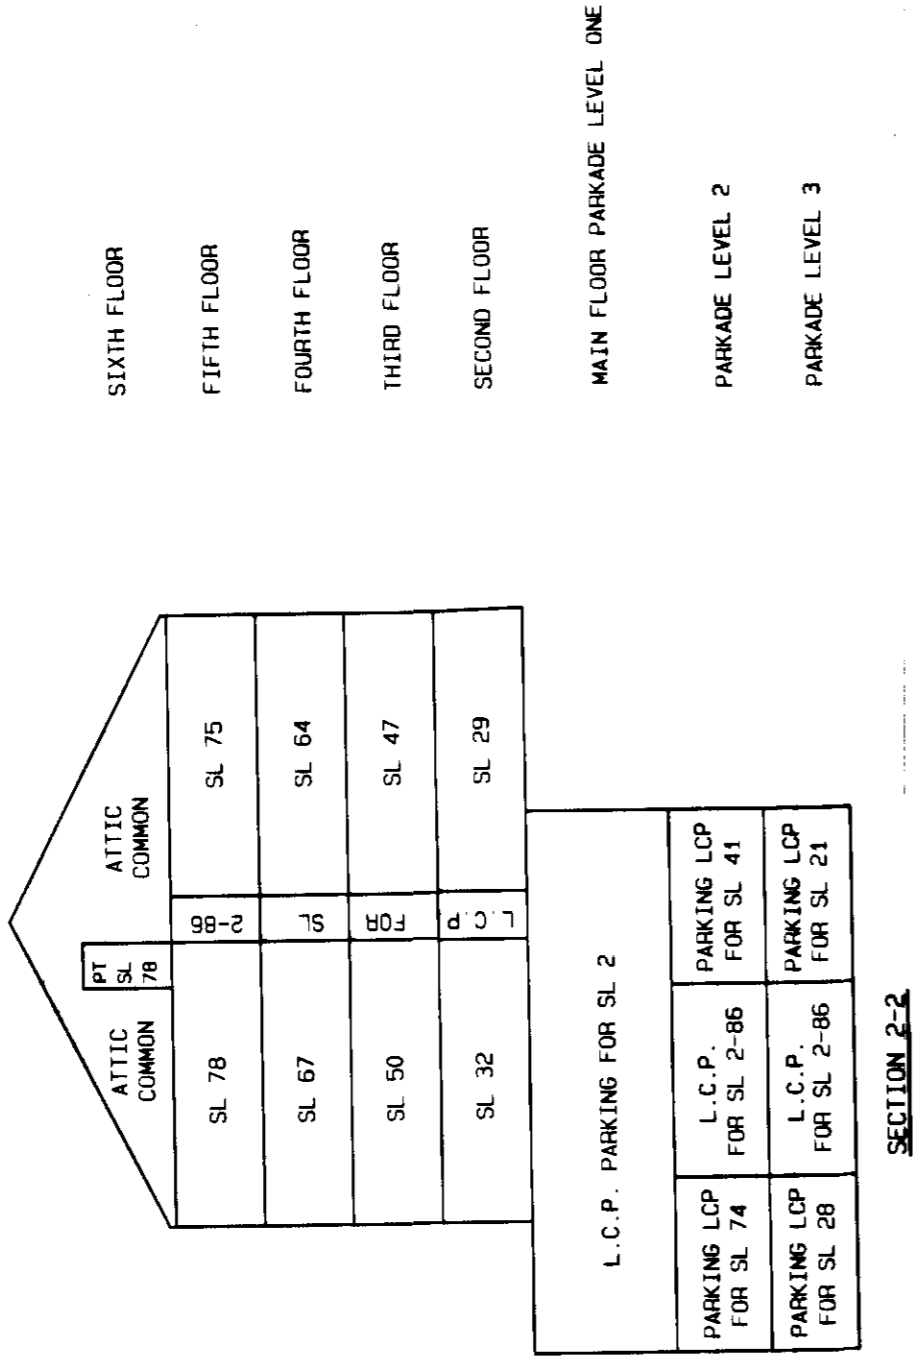 ATTIC
COMMON
PT
SL
78
ATTIC
COMMON
SIXTH FLOOR
SL 78
2-86
SL 75
FIFTH FLOOR
SL 67
SL
SL 64
FOURTH FLOOR
SL 50
FOR
SL 47
THIRD FLOOR
SL 32
L.C.P
SL 29
SECOND FLOOR
L.C.P. PARKING FOR SL 2
MAIN FLOOR PARKADE LEVEL ONE
PARKING LCP
FOR SL 74
L.C.P.
FOR SL 2-86
PARKING LCP
FOR SL 41
PARKADE LEVEL 2
PARKING LCP
FOR SL 28
L.C.P.
FOR SL 2-86
PARKING LCP
FOR SL 21
PARKADE LEVEL 3
SECTION 2-2